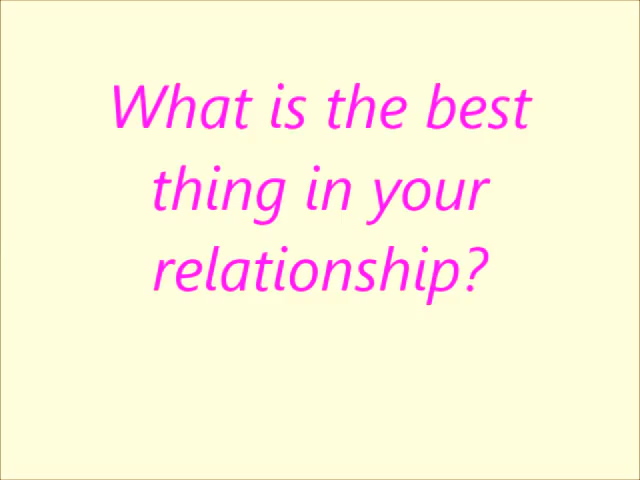 What is the best
thing in your
relationship?